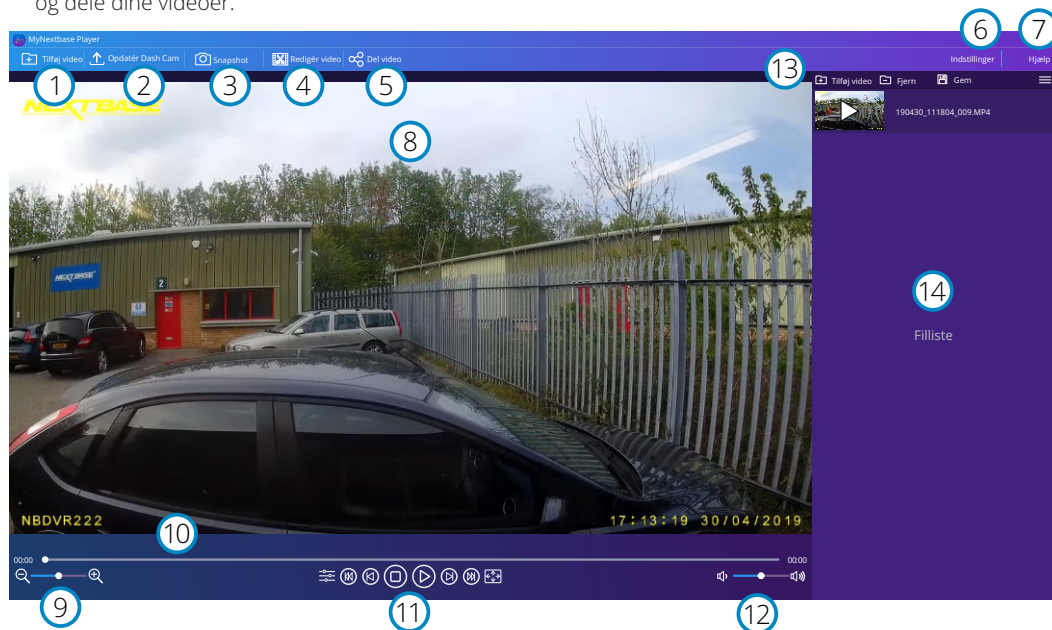 og dele dine videoer.
MyNextbase Player
6
7
Tilføj video
Opdatér Dash Cam
Snapshot
Redigér video
Del video
Indstillinger
Hjælp
1
2
3
4
5
13
Tilføj video
Fjern
Gem
NEXTBASE
190430_111804_009.MP4
8
NEXTBASE
2
14
Filliste
NBDVR222
17:13:19 30/04/2019
10
00:00
00:00
9
11
12